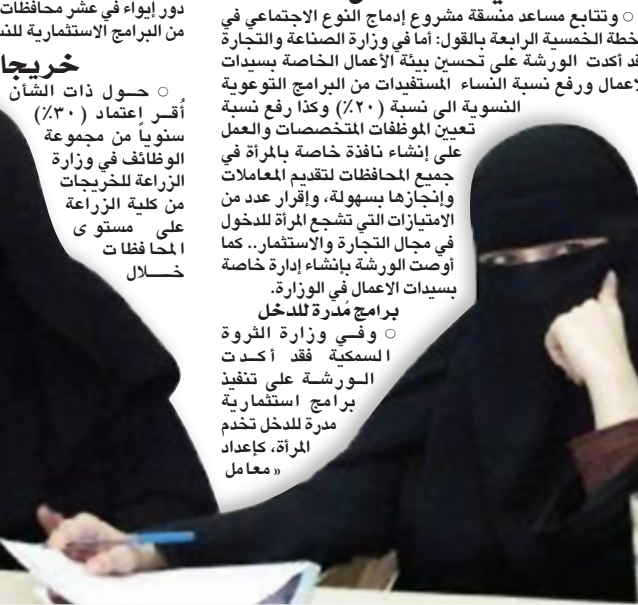 ○ وتتابع مساعد منسقة مشروع إدماج النوع الاجتماعي في
خطة الخمسية الرابعة بالقول: أما في وزارة الصناعة والتجارة
قد أكدت الورشة على تحسين بيئة الأعمال الخاصة بسيدات
لاعمال ورفع نسبة النساء المستفيدات من البرامج التوعوية
النسوية الى نسبة (٢٠٪) وكذا رفع نسبة
تعيين الموظفات المتخصصات والعمل
على إنشاء نافذة خاصة بالمرأة في
جميع المحافظات لتقديم المعاملات
وإنجازها بسهولة، وإقرار عدد من
الامتيازات التي تشجع المرأة للدخول
في مجال التجارة والاستثمار.. كما
أوصت الورشة بإنشاء إدارة خاصة
بسيدات الاعمال في الوزارة.
برامج مُدرة للدخل
○ وفـي وزارة الثروة
السمكية فقد أكـدت
الـورشـة على تنفيذ
برامج استثمارية
مدرة للدخل تخدم
المرأة، كإعداد
«معامل
دور إيواء في عشر محافظات
من البرامج الاستثمارية للنس
خريجا
○ حـول ذات الشأن
أقـر اعتماد (٣٠٪)
سنوياً من مجموعة
الوظائف في وزارة
الزراعة للخريجات
من كلية الزراعة
على مستوى
المحافظات
خـــلال